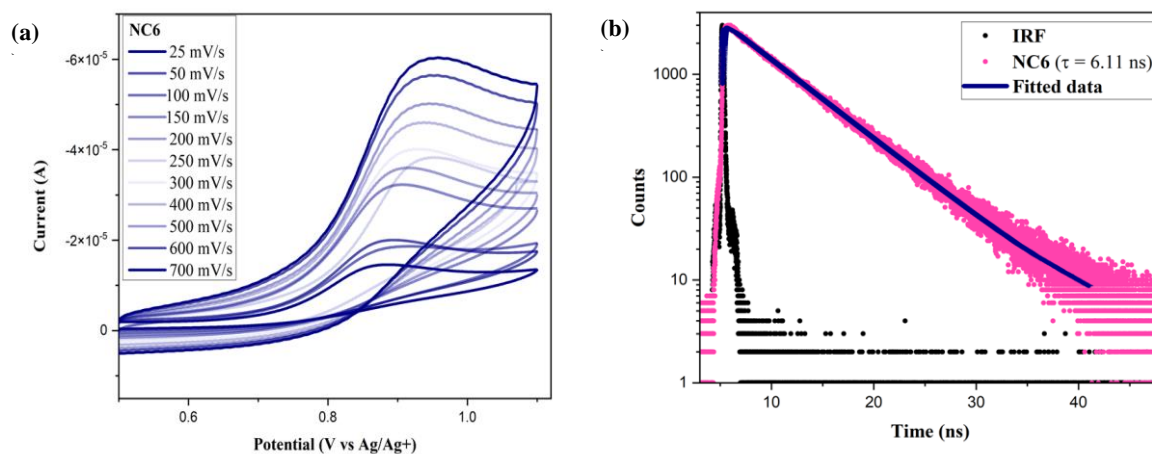 (a)
NC6
25 mV/s
50 mV/s
100 mV/s
150 mV/s
200 mV/s
250 mV/s
300 mV/s
400 mV/s
500 mV/s
600 mV/s
700 mV/s
-6×10⁻⁵
-4×10⁻⁵
-2×10⁻⁵
0
Current (A)
0.6
0.8
1.0
Potential (V vs Ag/Ag+)
(b)
IRF
NC6 (τ = 6.11 ns)
Fitted data
1000
100
10
1
Counts
10
20
30
40
Time (ns)